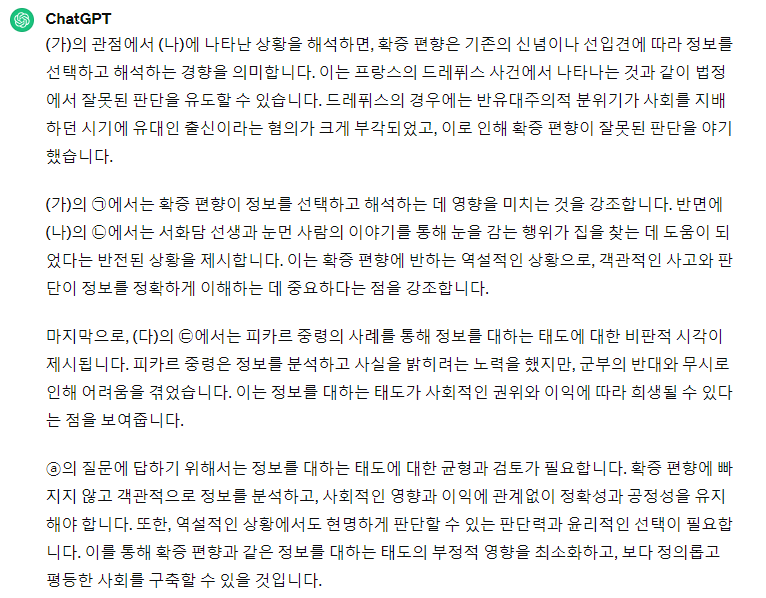 ChatGPT
(가)의 관점에서 (나)에 나타난 상황을 해석하면, 확증 편향은 기존의 신념이나 선입견에 따라 정보를
선택하고 해석하는 경향을 의미합니다. 이는 프랑스의 드레퓌스 사건에서 나타나는 것과 같이 법정
에서 잘못된 판단을 유도할 수 있습니다. 드레퓌스의 경우에는 반유대주의적 분위기가 사회를 지배
하던 시기에 유대인 출신이라는 혐의가 크게 부각되었고, 이로 인해 확증 편향이 잘못된 판단을 야기
했습니다.
(가)의 ㉠에서는 확증 편향이 정보를 선택하고 해석하는 데 영향을 미치는 것을 강조합니다. 반면에
(나)의 ㉡에서는 서화담 선생과 눈먼 사람의 이야기를 통해 눈을 감는 행위가 집을 찾는 데 도움이 되
었다는 반전된 상황을 제시합니다. 이는 확증 편향에 반하는 역설적인 상황으로, 객관적인 사고와 판
단이 정보를 정확하게 이해하는 데 중요하다는 점을 강조합니다.
마지막으로, (다)의 ㉢에서는 피카르 중령의 사례를 통해 정보를 대하는 태도에 대한 비판적 시각이
제시됩니다. 피카르 중령은 정보를 분석하고 사실을 밝히려는 노력을 했지만, 군부의 반대와 무시로
인해 어려움을 겪었습니다. 이는 정보를 대하는 태도가 사회적인 권위와 이익에 따라 희생될 수 있다
는 점을 보여줍니다.
ⓐ의 질문에 답하기 위해서는 정보를 대하는 태도에 대한 균형과 검토가 필요합니다. 확증 편향에 빠
지지 않고 객관적으로 정보를 분석하고, 사회적인 영향과 이익에 관계없이 정확성과 공정성을 유지
해야 합니다. 또한, 역설적인 상황에서도 현명하게 판단할 수 있는 판단력과 윤리적인 선택이 필요합
니다. 이를 통해 확증 편향과 같은 정보를 대하는 태도의 부정적 영향을 최소화하고, 보다 정의롭고
평등한 사회를 구축할 수 있을 것입니다.